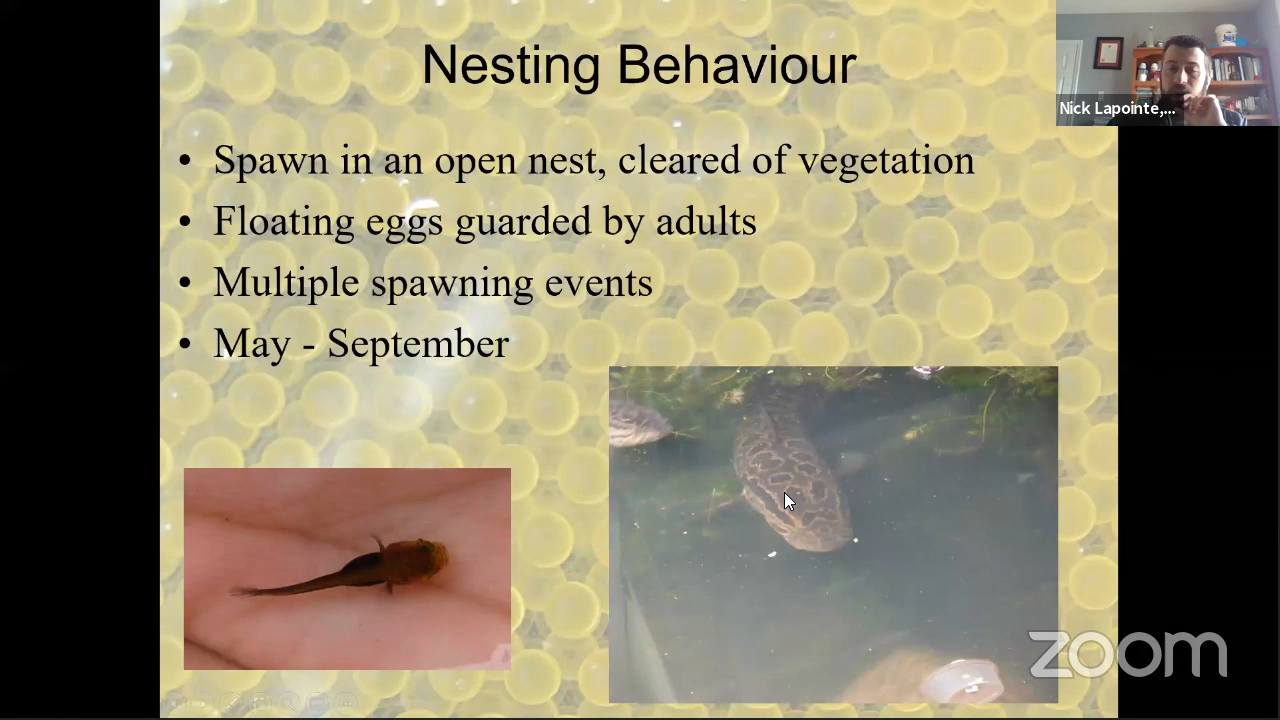 Nesting Behaviour
Nick Lapointe,...
• Spawn in an open nest, cleared of vegetation
• Floating eggs guarded by adults
• Multiple spawning events
• May - September
zoom